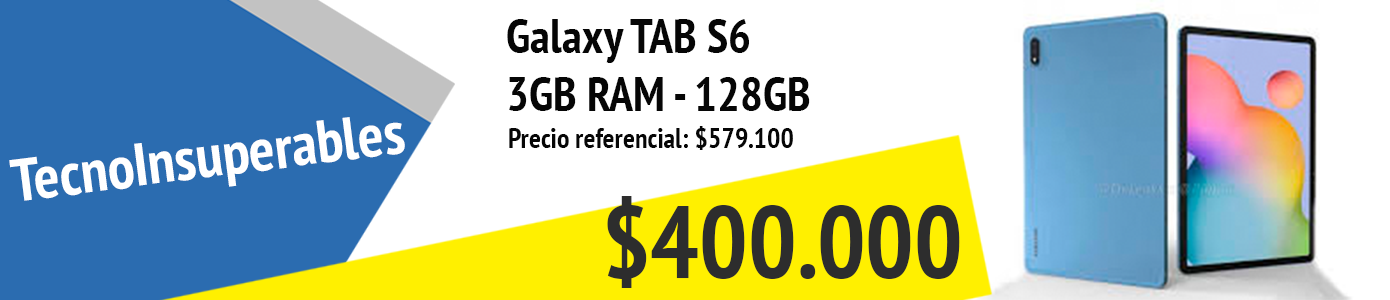 TecnoInsuperables
Galaxy TAB S6
3GB RAM - 128GB
Precio referencial: $579.100
$400.000